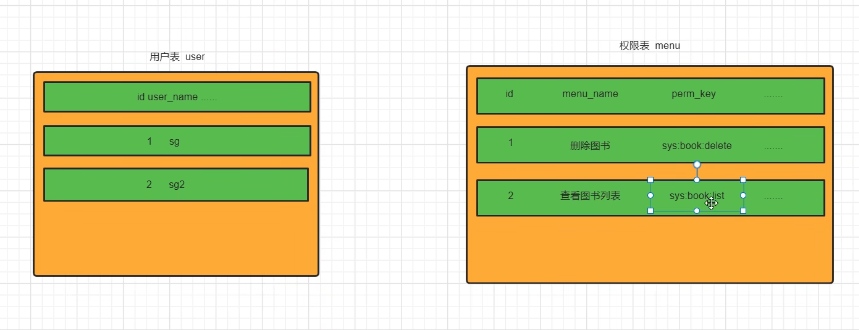 用户表 user
id user_name ......
1 sg
2 sg2
权限表 menu
id menu_name perm_key ........
1 删除图书 sys:book:delete ........
2 查看图书列表 sys:book:list ........